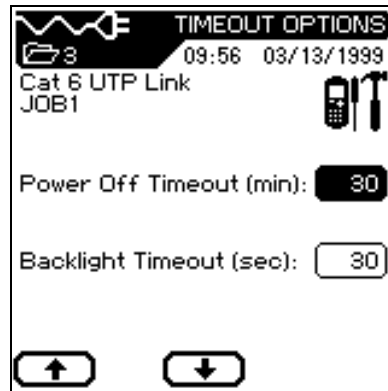 TIMEOUT OPTIONS
3 09:56 03/13/1999
Cat 6 UTP Link
JOB1
Power Off Timeout (min): 30
Backlight Timeout (sec): 30